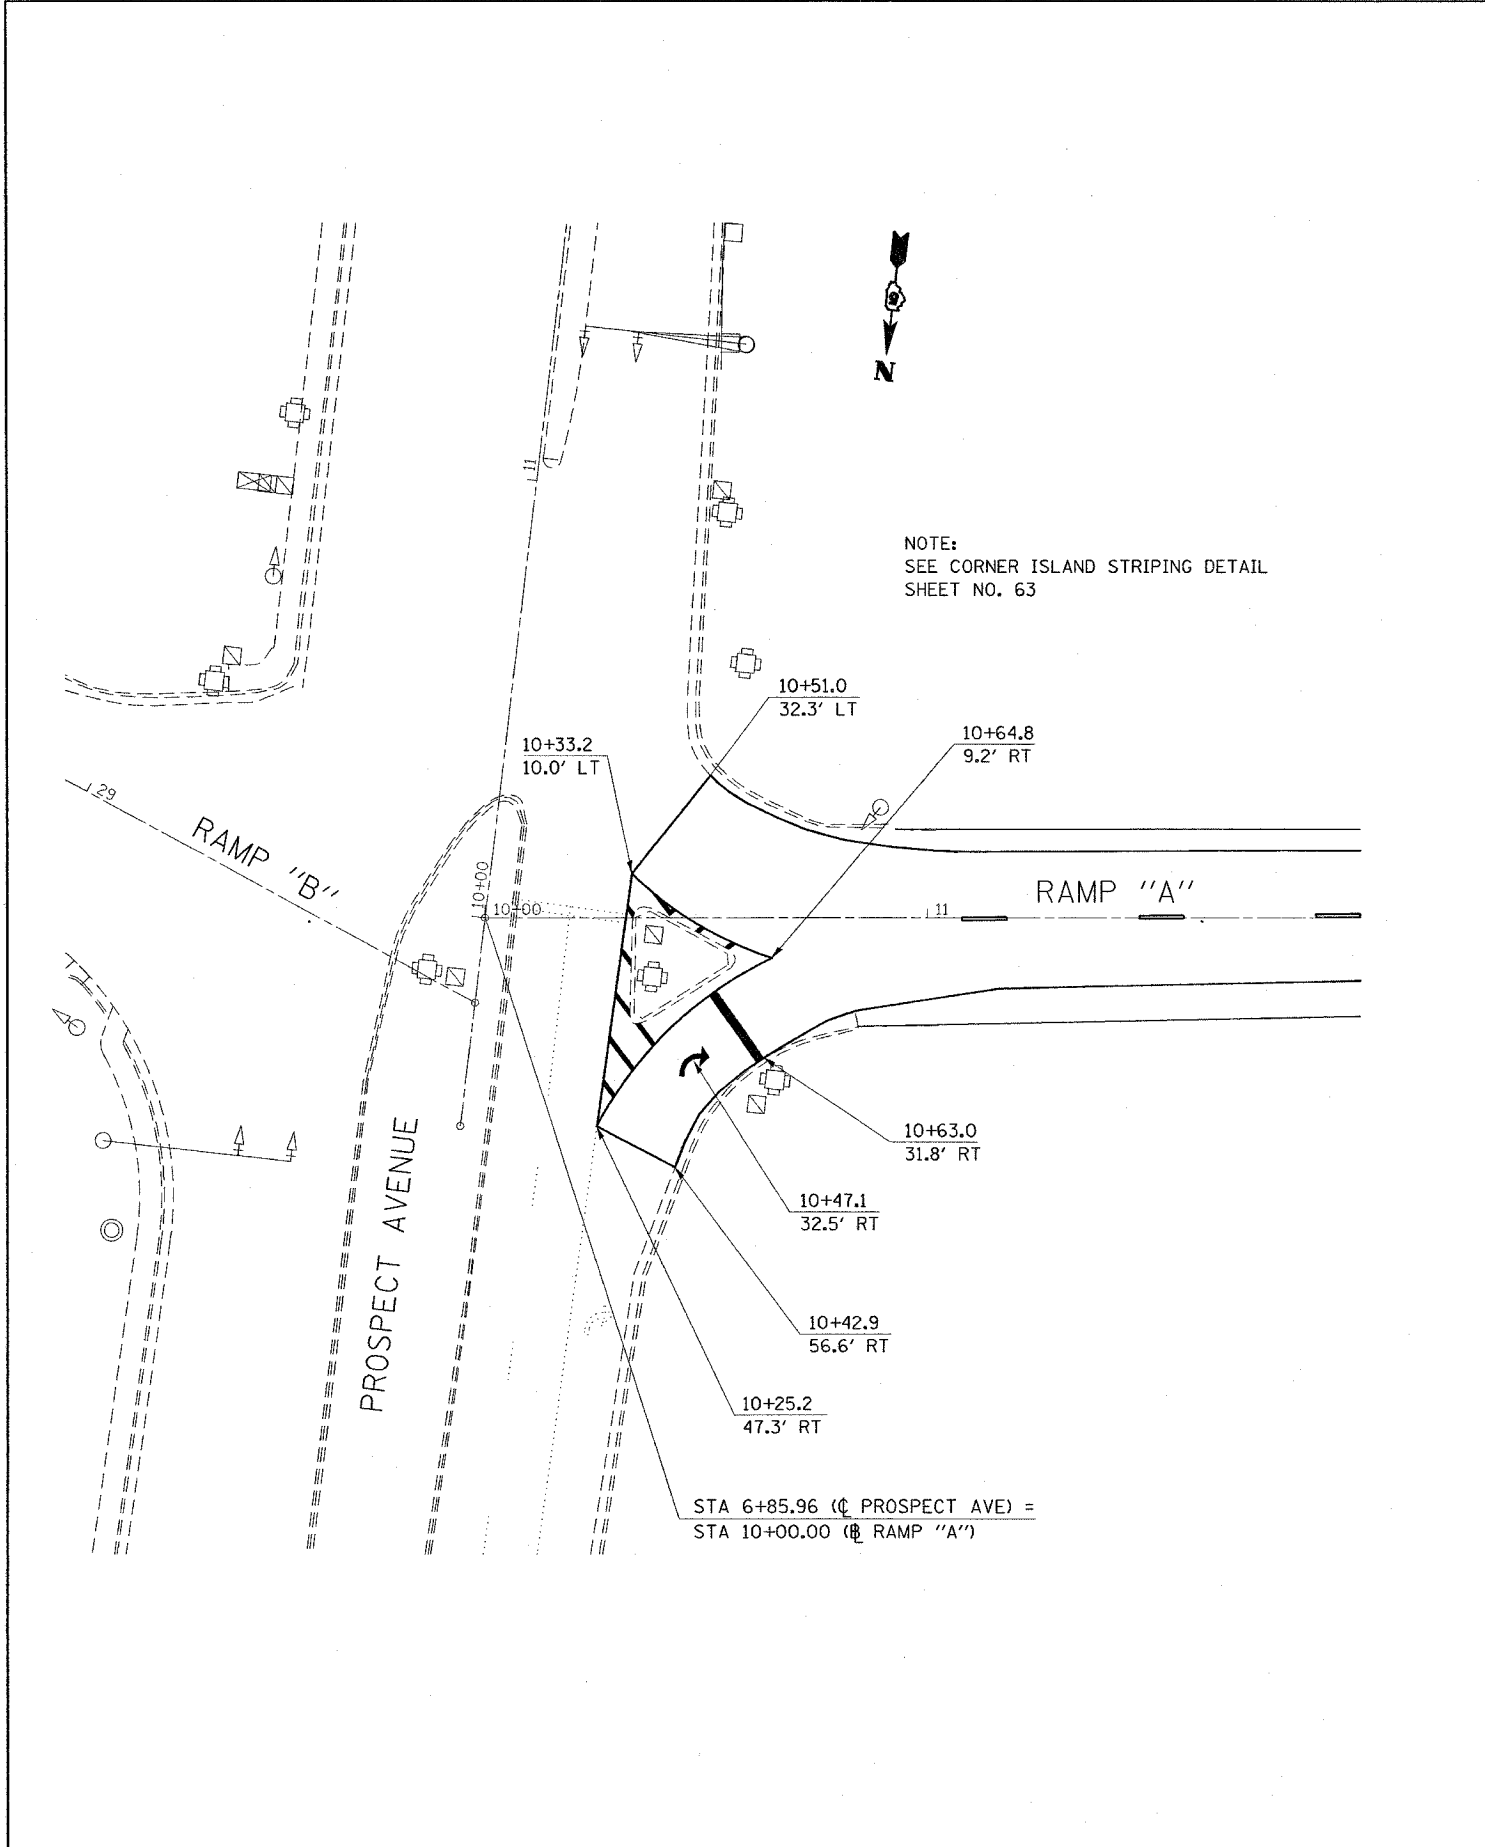 N
11
NOTE:
SEE CORNER ISLAND STRIPING DETAIL
SHEET NO. 63
10+51.0
32.3' LT
10+64.8
9.2' RT
10+33.2
10.0' LT
29
RAMP "B"
10+00
10+00
11
RAMP "A"
PROSPECT AVENUE
10+63.0
31.8' RT
10+47.1
32.5' RT
10+42.9
56.6' RT
10+25.2
47.3' RT
STA 6+85.96 (℄ PROSPECT AVE) =
STA 10+00.00 (BL RAMP "A")